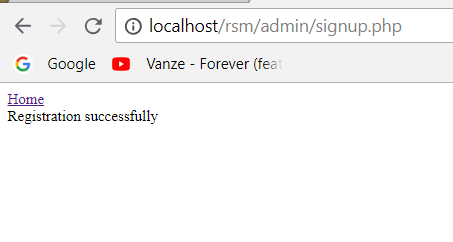 localhost/rsm/admin/signup.php
Google
Vanze - Forever (feat
Home
Registration successfully